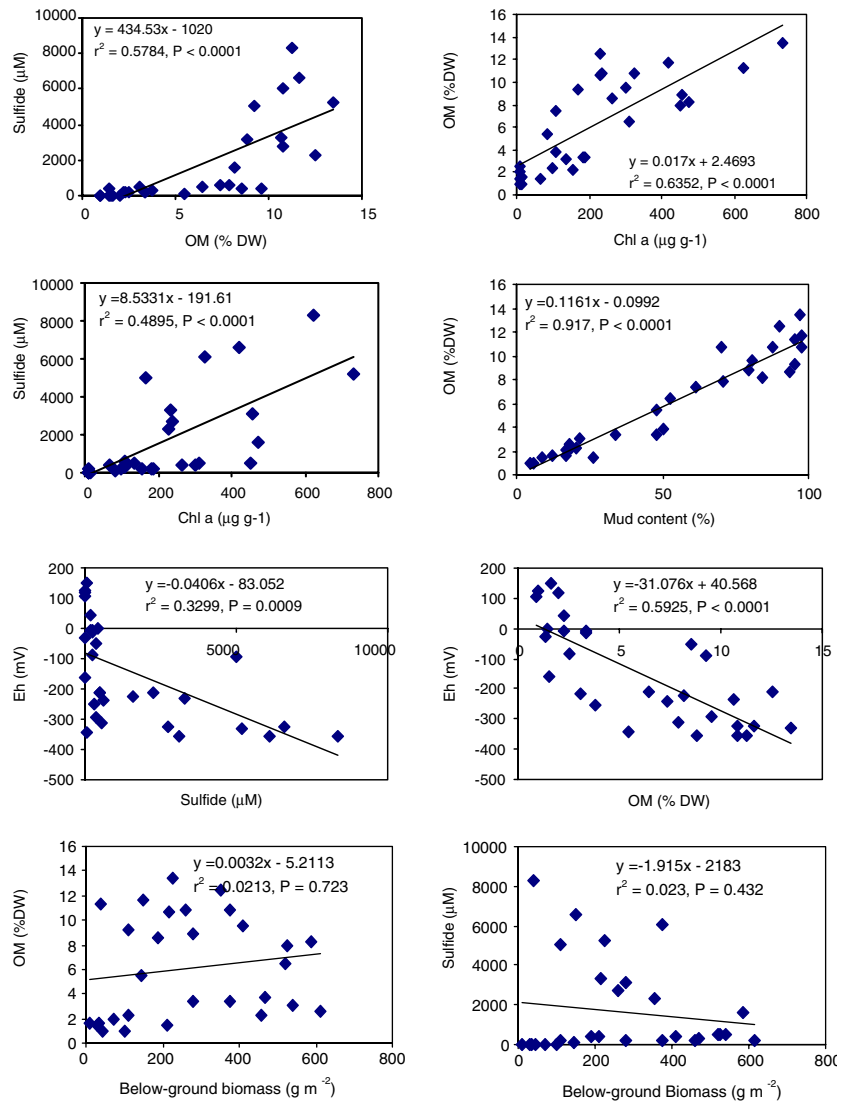 y = 434.53x - 1020
r² = 0.5784, P < 0.0001
Sulfide (μM)
10000
8000
6000
4000
2000
0
0 5 10 15
OM (% DW)
OM (%DW)
16
14
12
10
8
6
4
2
0
y = 0.017x + 2.4693
r² = 0.6352, P < 0.0001
0 200 400 600 800
Chl a (μg g-1)
Sulfide (μM)
10000
8000
6000
4000
2000
0
y =8.5331x - 191.61
r² = 0.4895, P < 0.0001
0 200 400 600 800
Chl a (μg g-1)
OM (%DW)
16
14
12
10
8
6
4
2
0
y =0.1161x - 0.0992
r² = 0.917, P < 0.0001
0 50 100
Mud content (%)
Eh (mV)
200
100
0
-100
-200
-300
-400
-500
y =-0.0406x - 83.052
r² = 0.3299, P = 0.0009
0 5000 10000
Sulfide (μM)
Eh (mV)
200
100
0
-100
-200
-300
-400
-500
y =-31.076x + 40.568
r² = 0.5925, P < 0.0001
0 5 10 15
OM (% DW)
OM (%DW)
16
14
12
10
8
6
4
2
0
y =0.0032x - 5.2113
r² = 0.0213, P = 0.723
0 200 400 600 800
Below-ground biomass (g m -2)
Sulfide (μM)
10000
8000
6000
4000
2000
0
y =-1.915x - 2183
r² = 0.023, P = 0.432
0 200 400 600 800
Below-ground Biomass (g m -2)